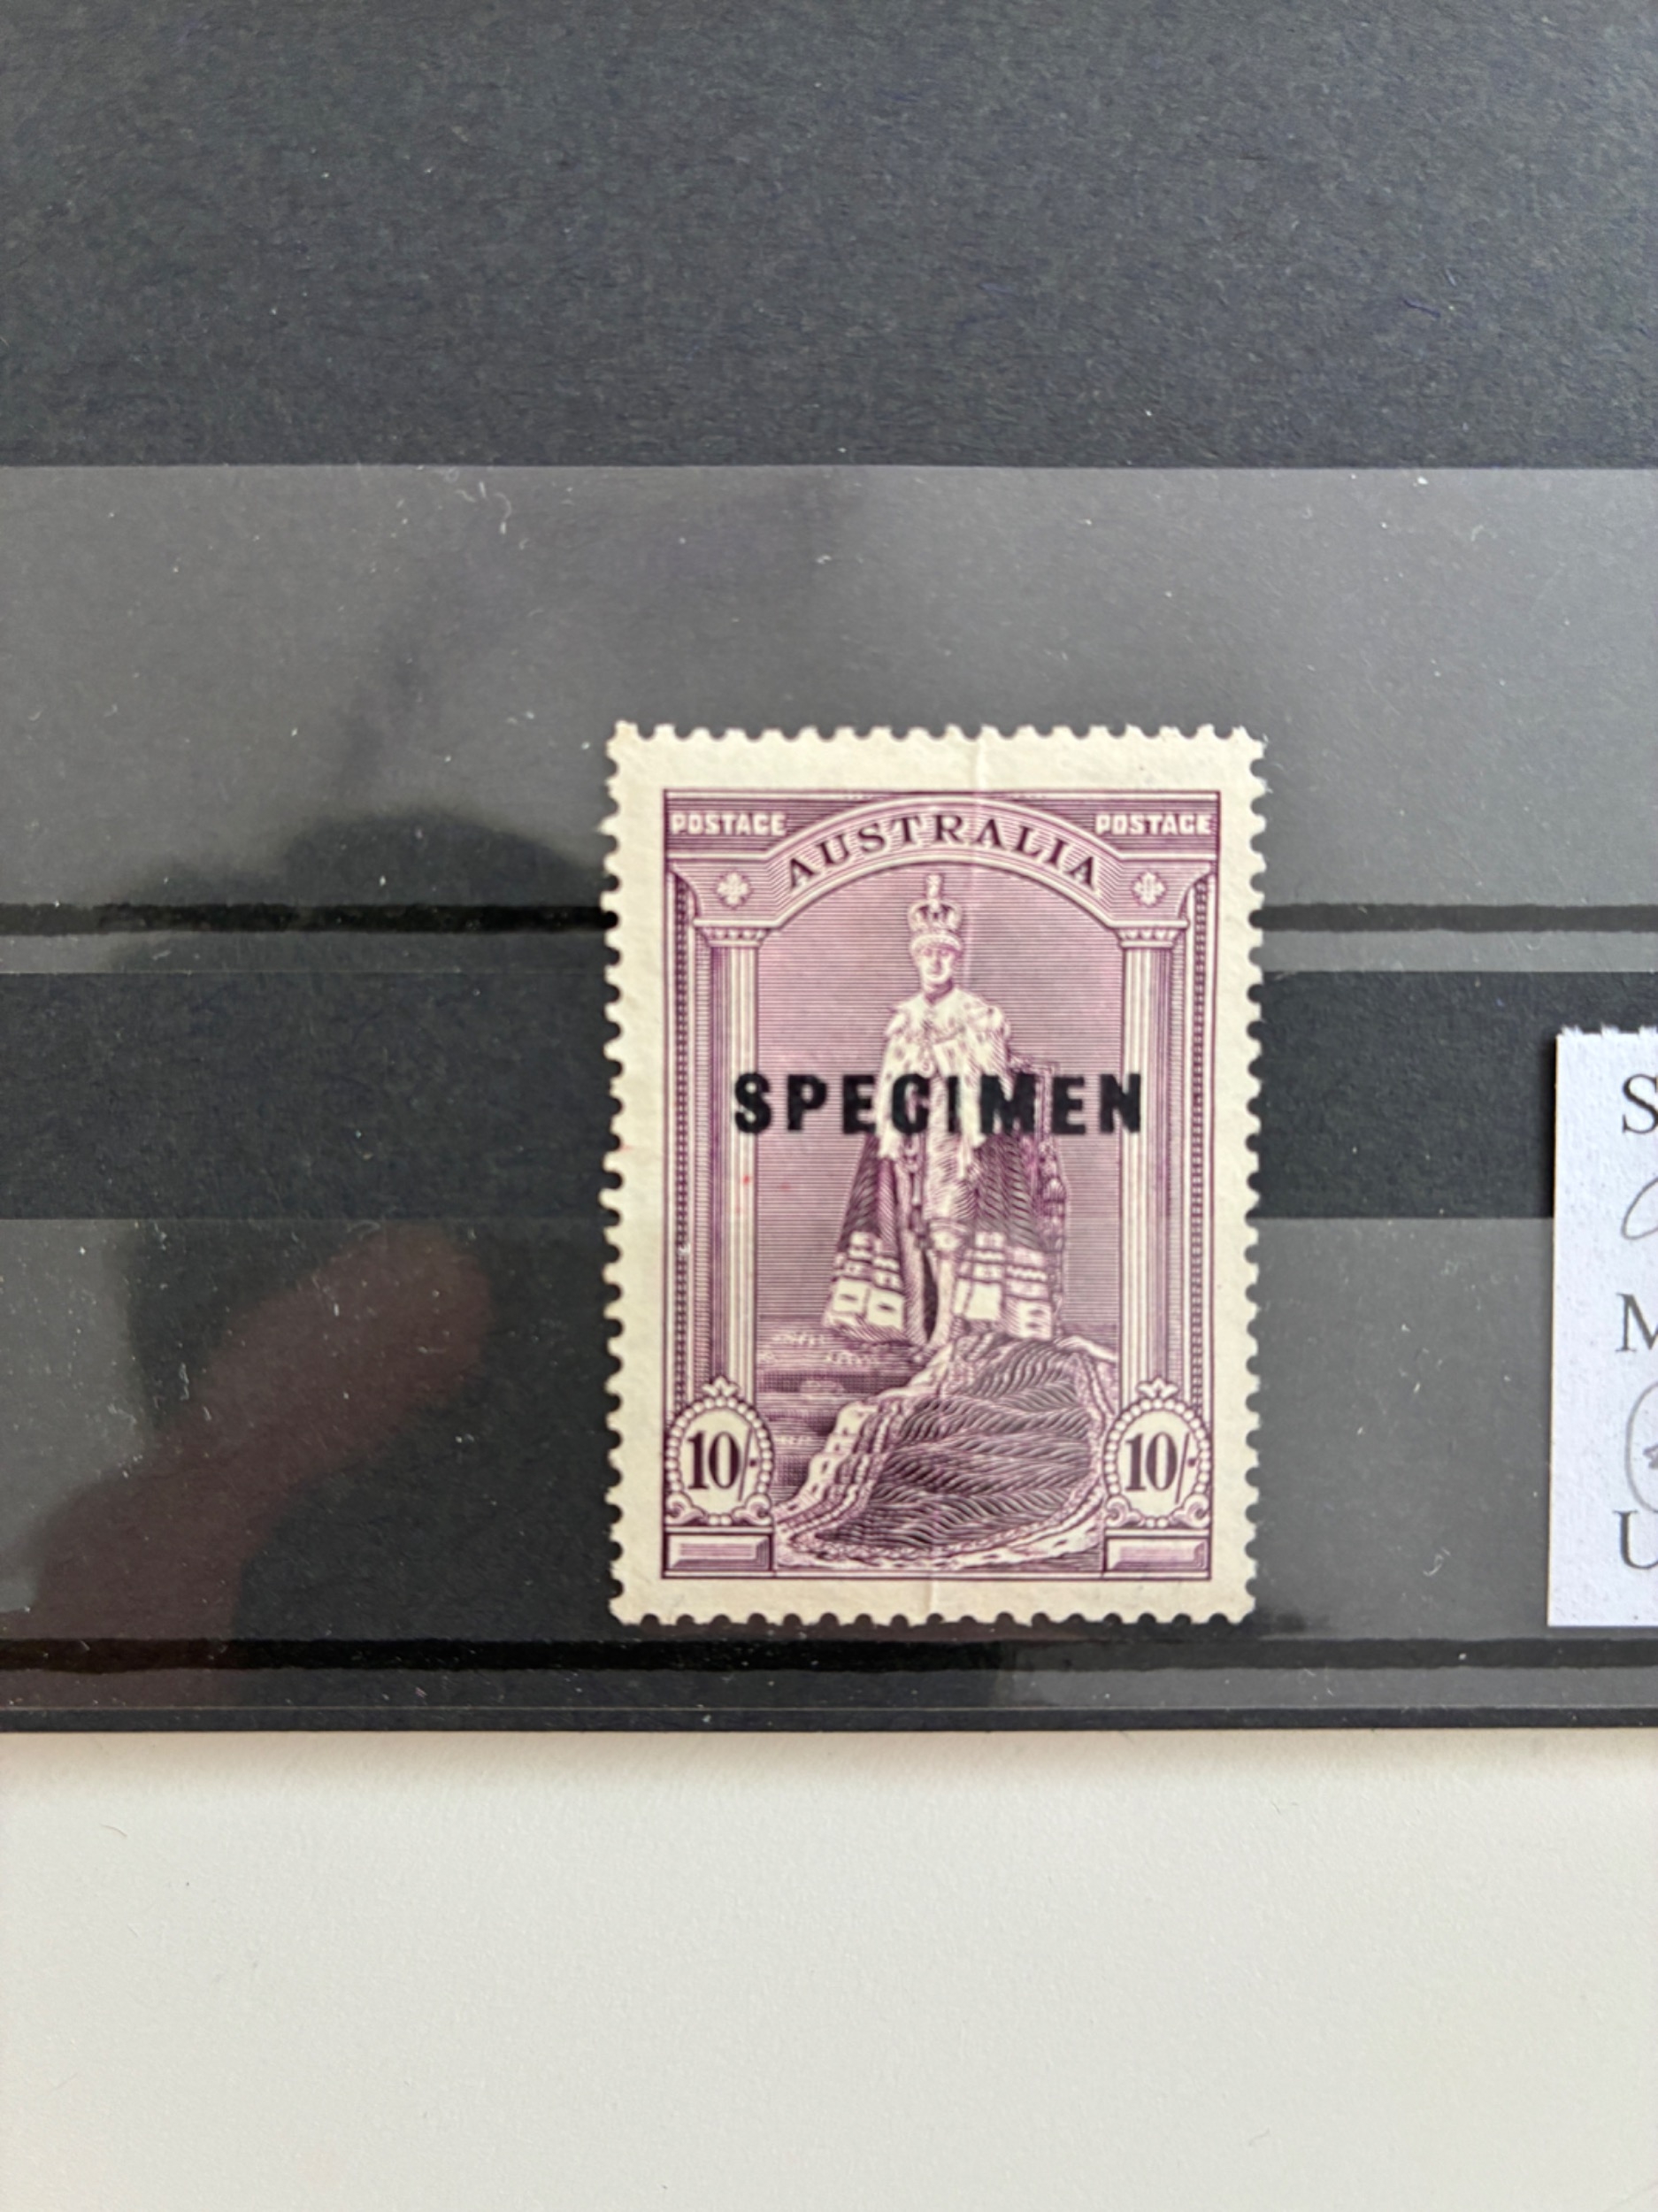 POSTAGE AUSTRALIA POSTAGE
SPECIMEN
10/- 10/-
S
M
U